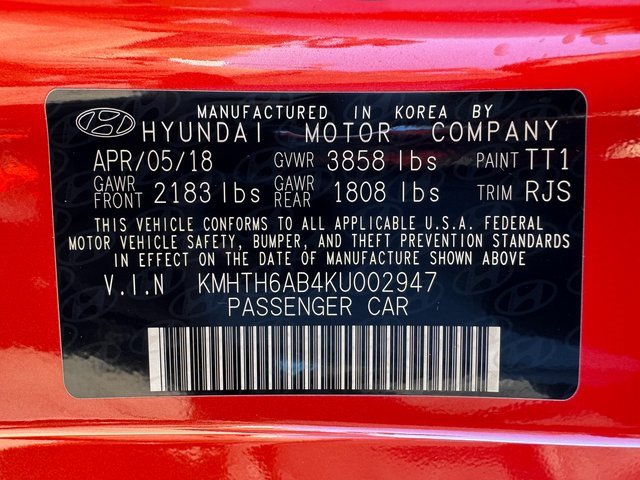 MANUFACTURED IN KOREA BY
HYUNDAI MOTOR COMPANY
APR/05/18 GVWR 3858 lbs PAINT TT1
GAWR FRONT 2183 lbs GAWR REAR 1808 lbs TRIM RJS
THIS VEHICLE CONFORMS TO ALL APPLICABLE U.S.A. FEDERAL
MOTOR VEHICLE SAFETY, BUMPER, AND THEFT PREVENTION STANDARDS
IN EFFECT ON THE DATE OF MANUFACTURE SHOWN ABOVE
V.I.N KMHTH6AB4KU002947
PASSENGER CAR